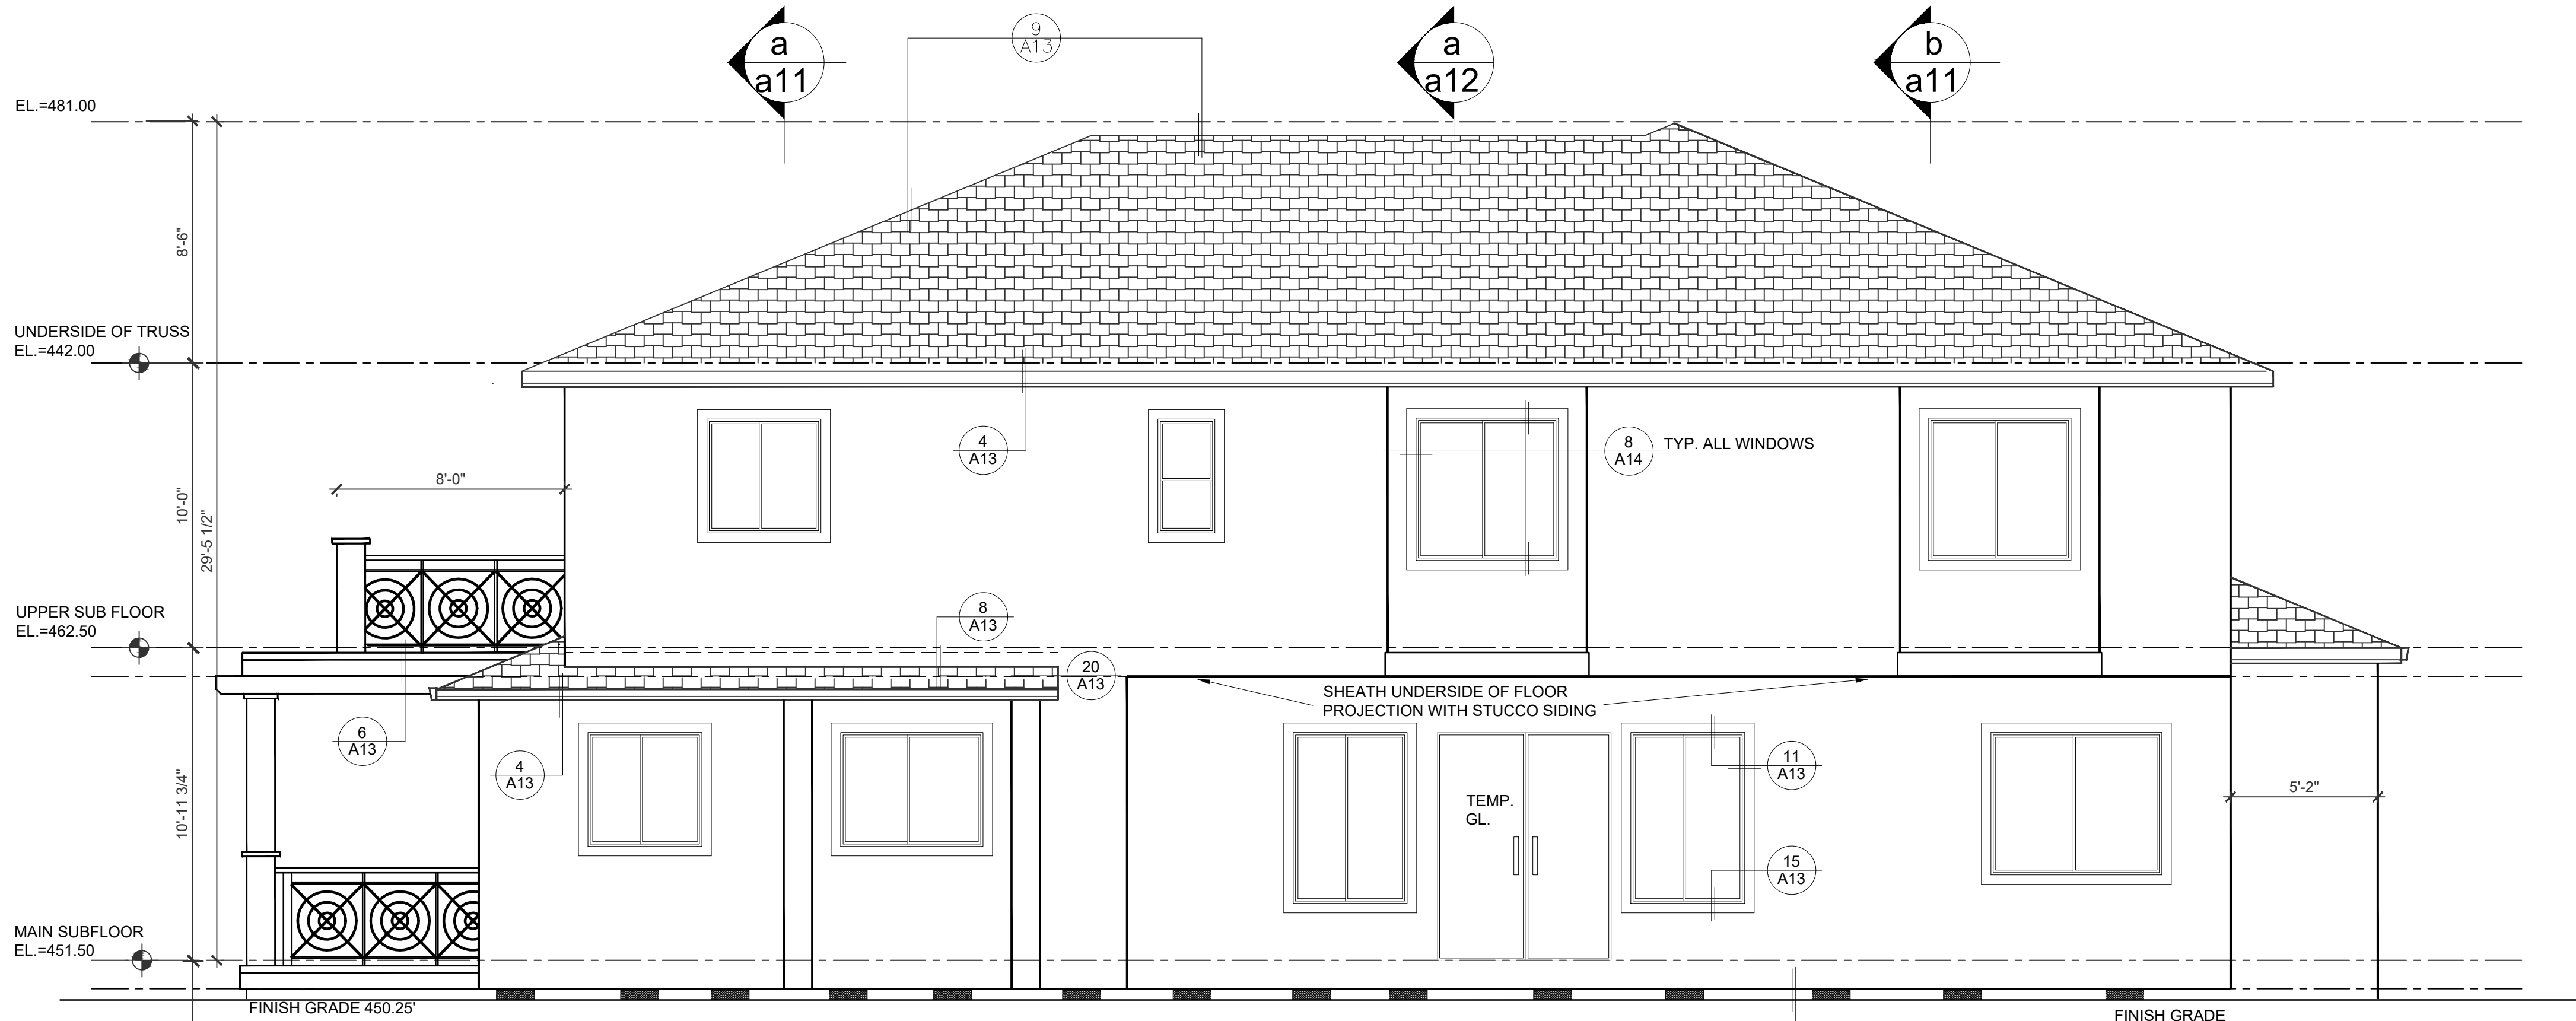 a
a11
9
A13
a
a12
b
a11
EL.=481.00
8'-6"
UNDERSIDE OF TRUSS
EL.=442.00
4
A13
8
A14
TYP. ALL WINDOWS
8'-0"
10'-0"
29'-5 1/2"
UPPER SUB FLOOR
EL.=462.50
8
A13
20
A13
SHEATH UNDERSIDE OF FLOOR
PROJECTION WITH STUCCO SIDING
6
A13
4
A13
11
A13
10'-11 3/4"
TEMP.
GL.
5'-2"
15
A13
MAIN SUBFLOOR
EL.=451.50
FINISH GRADE 450.25'
FINISH GRADE